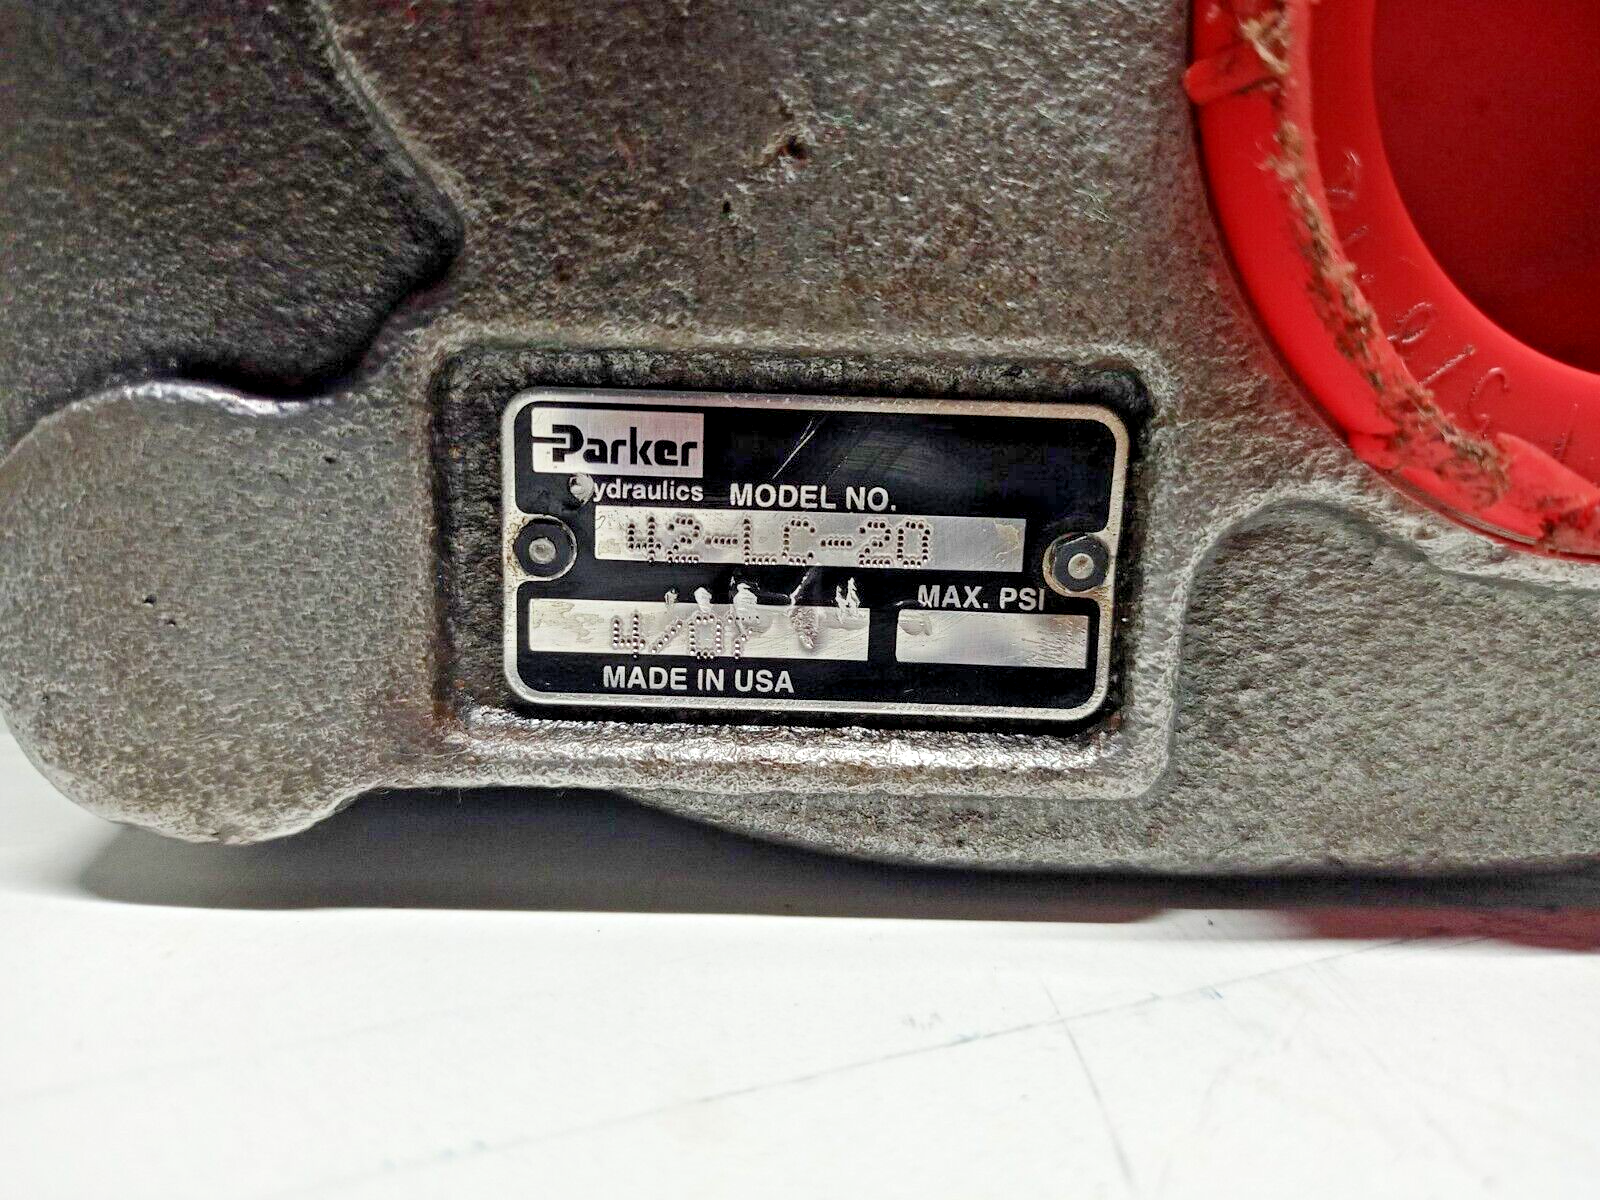 Parker
Hydraulics
MODEL NO.
42-LC-20
MAX. PSI
4/07
MADE IN USA